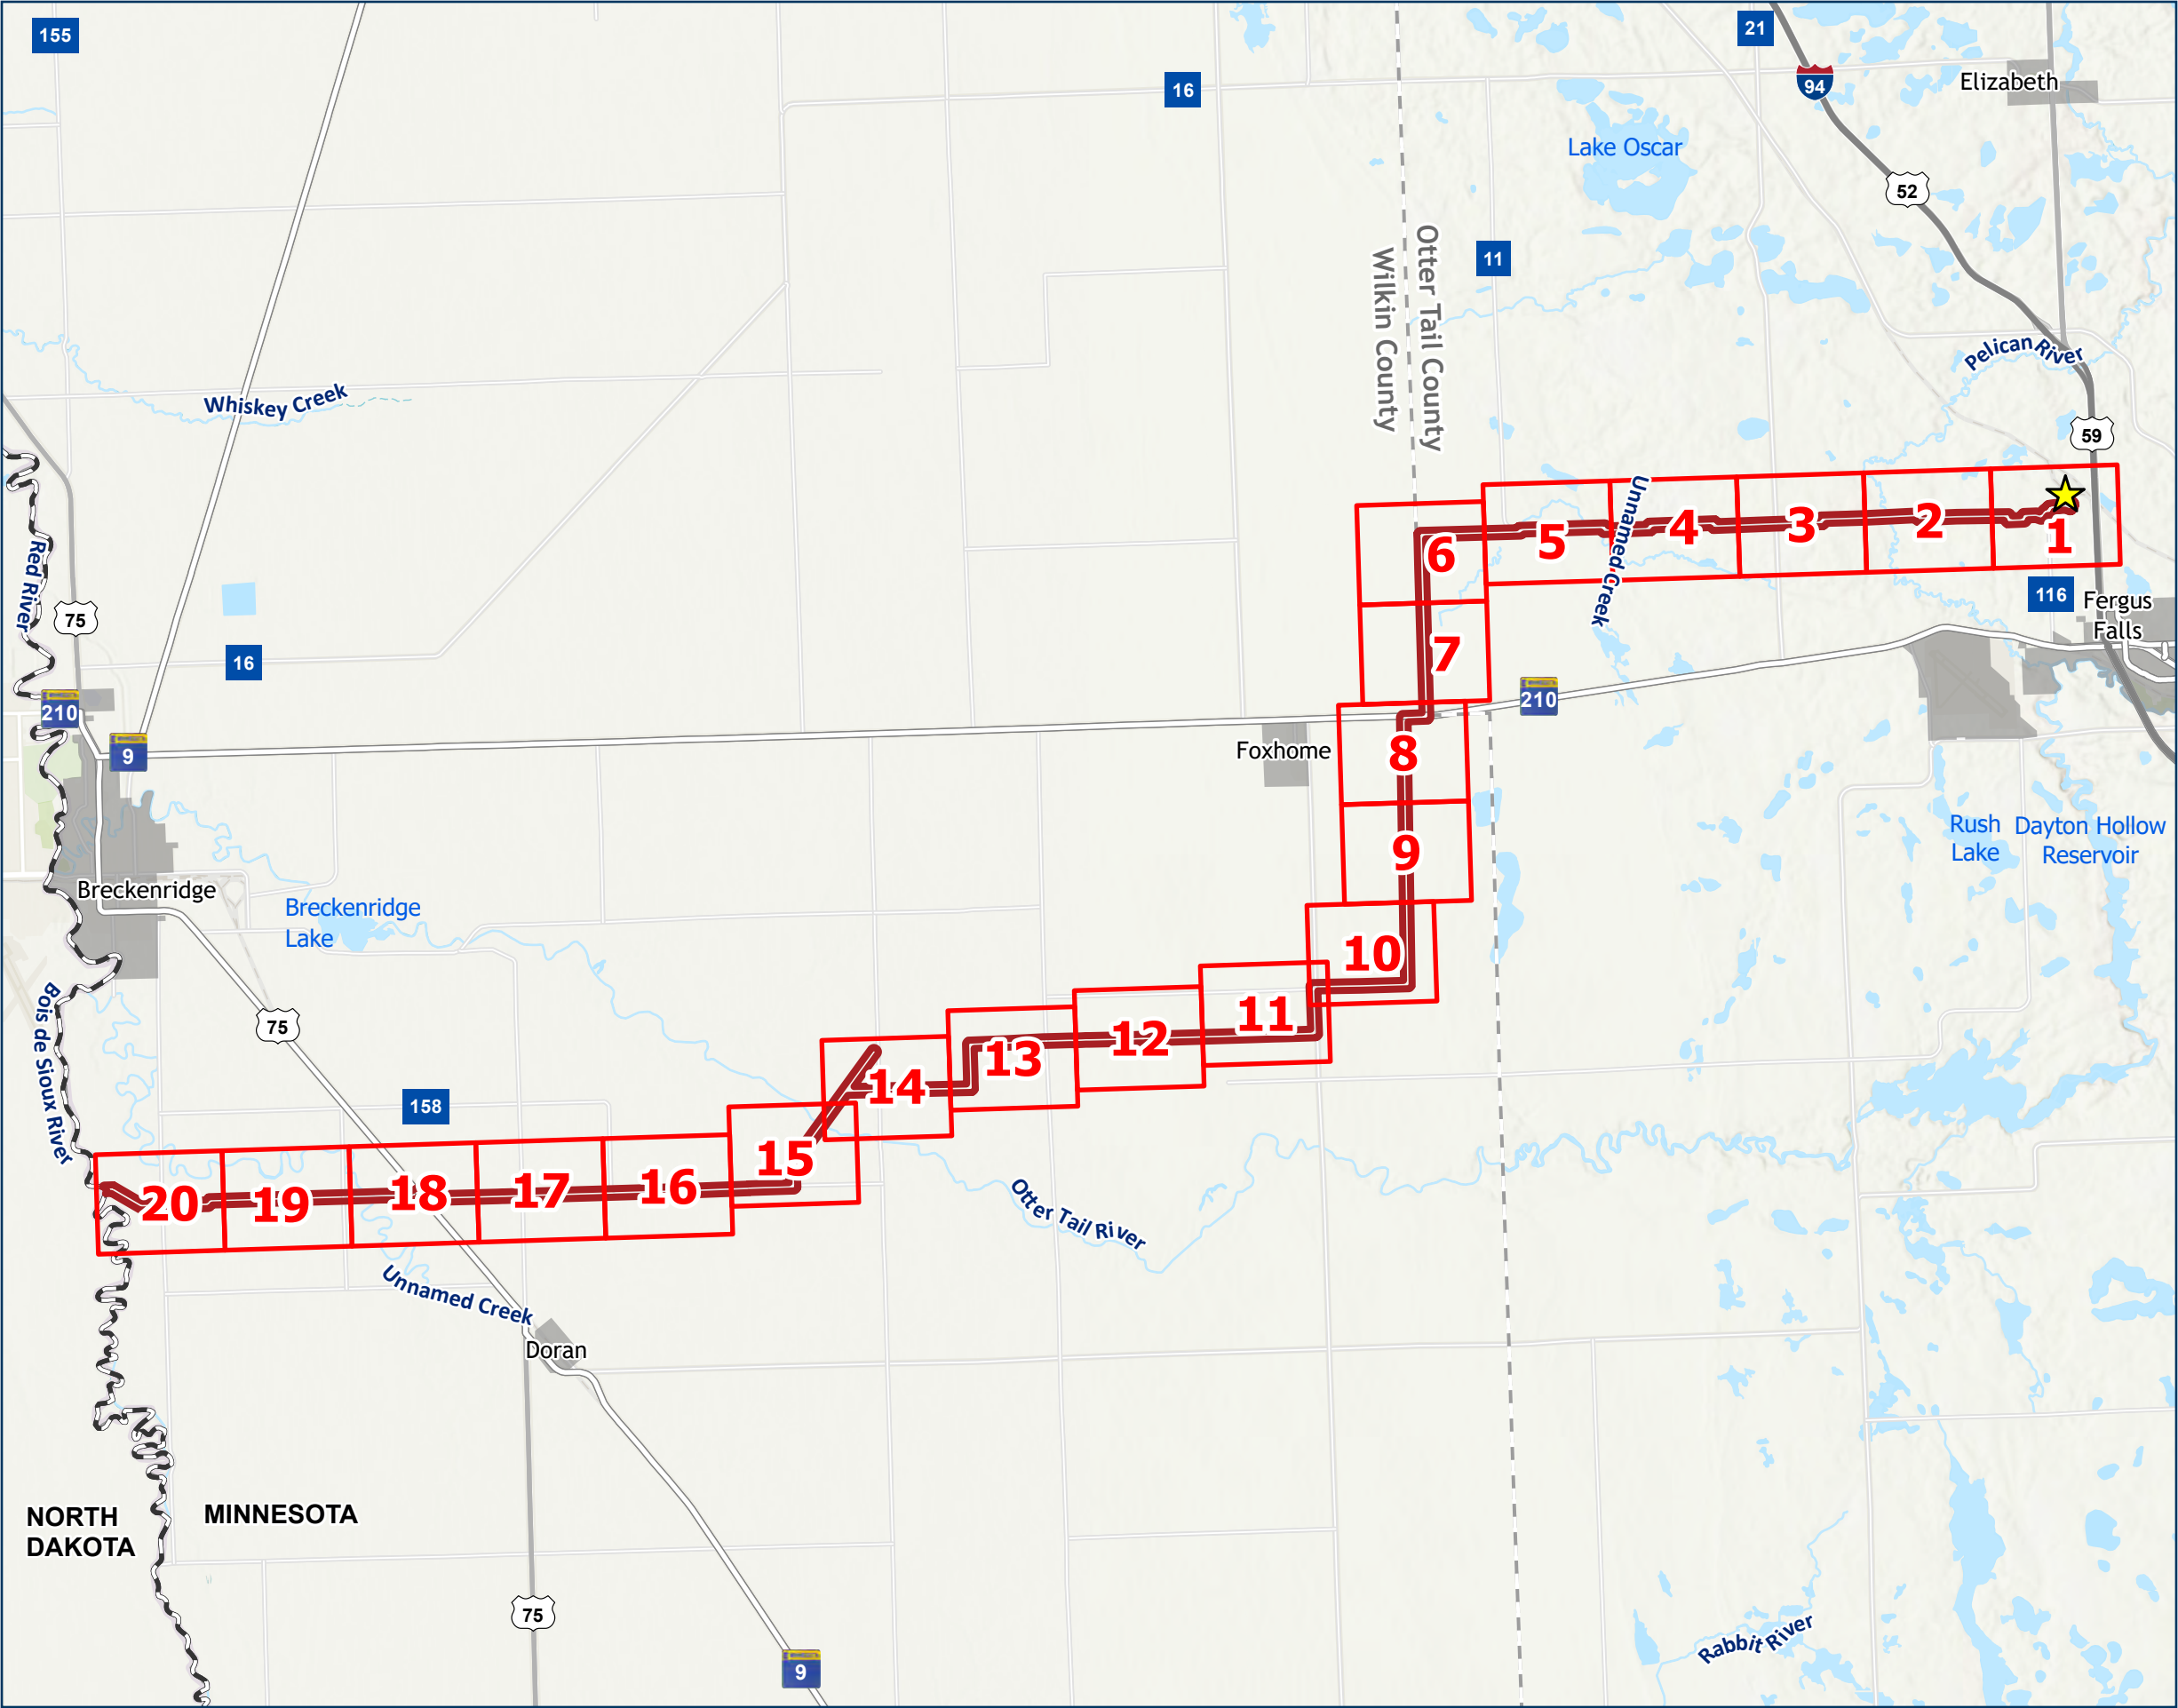 155
21
16
94
Elizabeth
Lake Oscar
52
Otter Tail County
Wilkin County
11
Pelican River
Whiskey Creek
59
Unnamed Creek
1
2
3
4
5
6
7
Red River
75
16
116
Fergus
Falls
210
210
9
Foxhome
8
9
Rush
Lake
Dayton Hollow
Reservoir
Breckenridge
Breckenridge
Lake
10
11
12
13
14
15
16
17
18
19
20
75
Bois de Sioux River
158
Otter Tail River
Unnamed Creek
Doran
NORTH
DAKOTA
MINNESOTA
75
9
Rabbit River